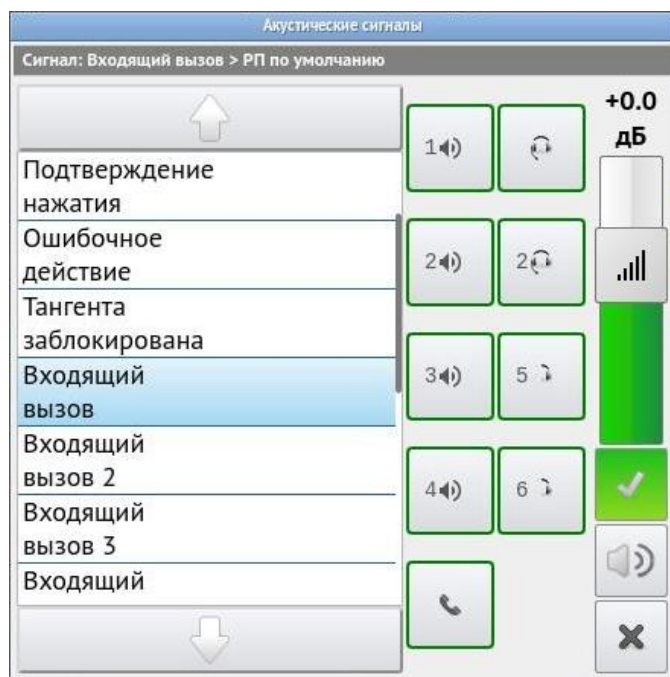 Акустические сигналы
Сигнал: Входящий вызов > РП по умолчанию
Подтверждение
нажатия
Ошибочное
действие
Тангента
заблокирована
Входящий
вызов
Входящий
вызов 2
Входящий
вызов 3
Входящий
1
2
2
3
5
4
6
+0.0
дБ